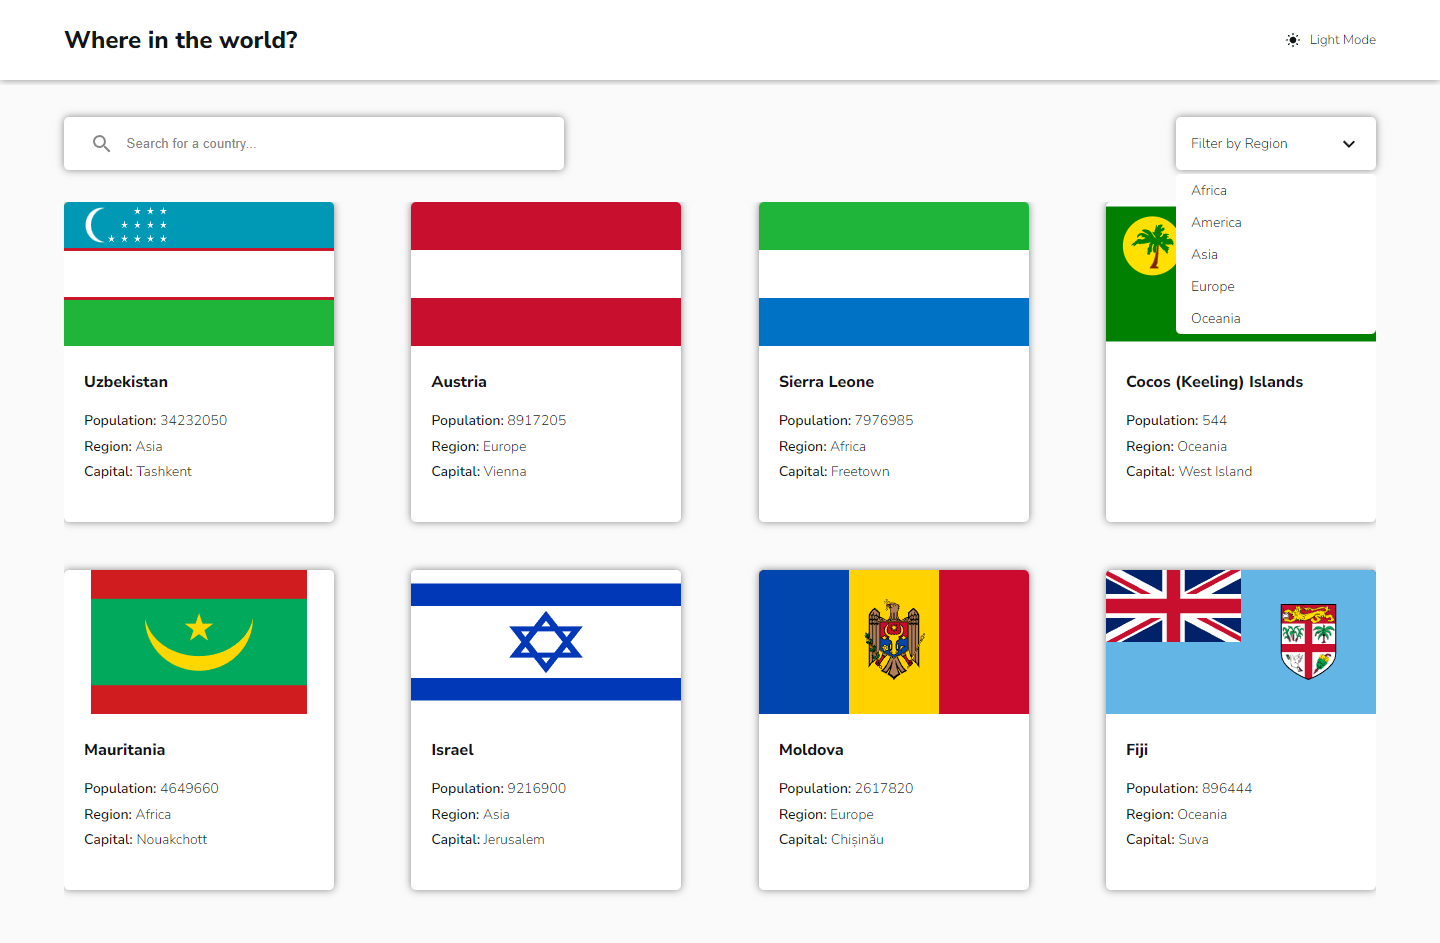 Where in the world?
Light Mode
Search for a country...
Filter by Region
Africa
America
Asia
Europe
Oceania
Uzbekistan
Population: 34232050
Region: Asia
Capital: Tashkent
Austria
Population: 8917205
Region: Europe
Capital: Vienna
Sierra Leone
Population: 7976985
Region: Africa
Capital: Freetown
Cocos (Keeling) Islands
Population: 544
Region: Oceania
Capital: West Island
Mauritania
Population: 4649660
Region: Africa
Capital: Nouakchott
Israel
Population: 9216900
Region: Asia
Capital: Jerusalem
Moldova
Population: 2617820
Region: Europe
Capital: Chișinău
Fiji
Population: 896444
Region: Oceania
Capital: Suva